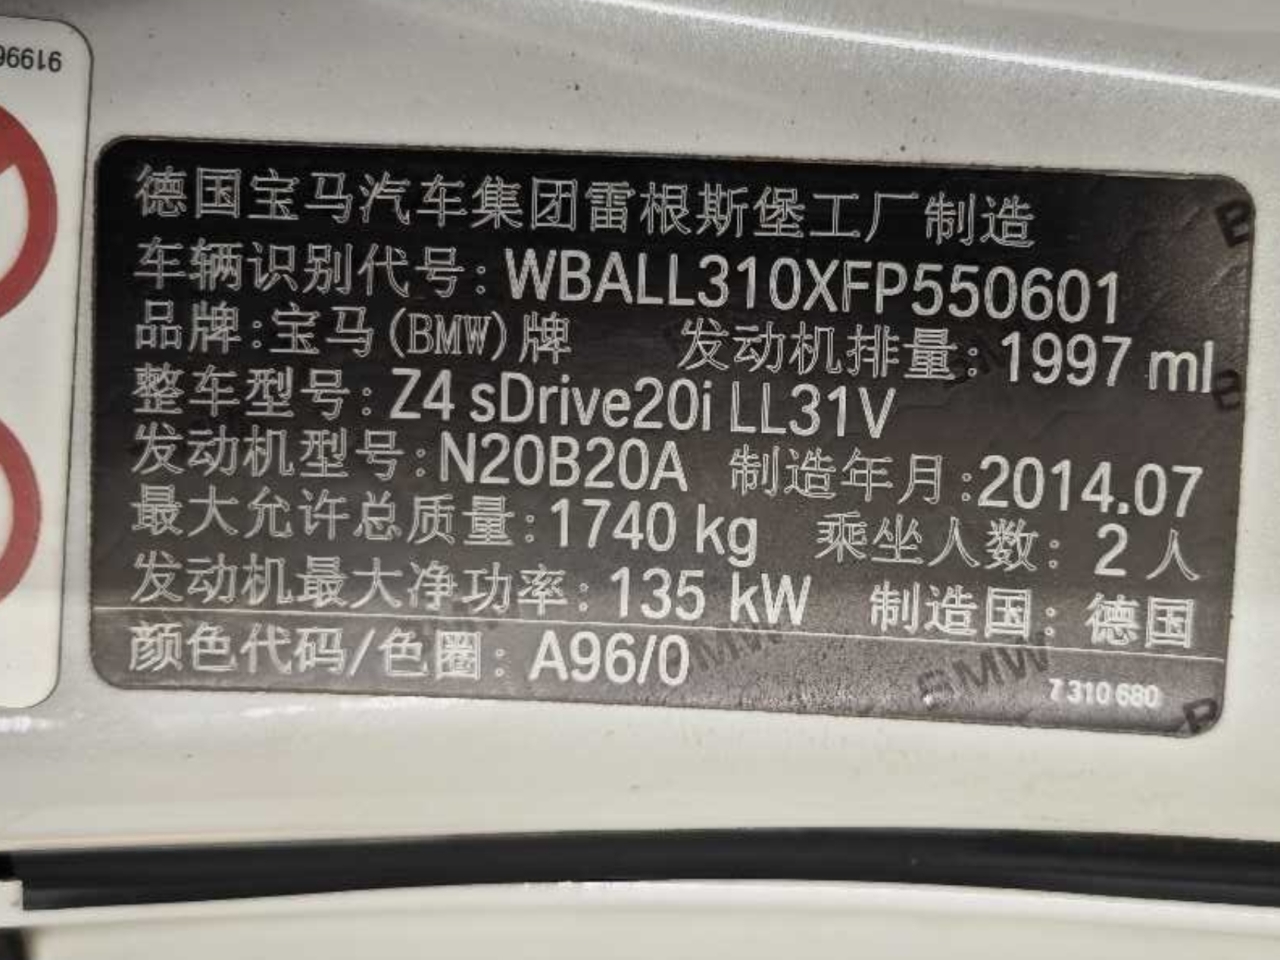 91996
德国宝马汽车集团雷根斯堡工厂制造
车辆识别代号: WBALL310XFP550601
品牌:宝马(BMW)牌 发动机排量: 1997 ml
整车型号: Z4 sDrive20i LL31V
发动机型号:N20B20A 制造年月:2014.07
最大允许总质量: 1740 kg 乘坐人数: 2 人
发动机最大净功率: 135 kW 制造国: 德国
颜色代码/色圈: A96/0
BMW
7 310 680